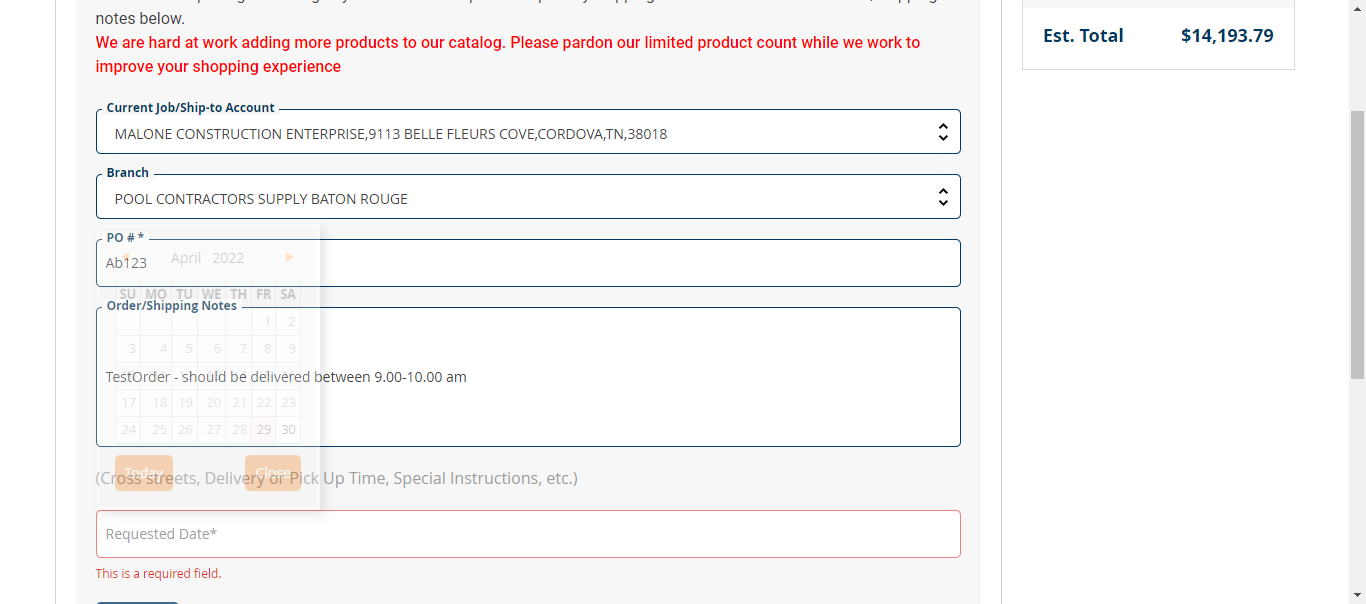 notes below.
We are hard at work adding more products to our catalog. Please pardon our limited product count while we work to
improve your shopping experience
Est. Total $14,193.79
Current Job/Ship-to Account
MALONE CONSTRUCTION ENTERPRISE,9113 BELLE FLEURS COVE,CORDOVA,TN,38018
Branch
POOL CONTRACTORS SUPPLY BATON ROUGE
PO # *
Ab123
April 2022
SU MO TU WE TH FR SA
Order/Shipping Notes
1 2
3 4 5 6 7 8 9
TestOrder - should be delivered between 9.00-10.00 am
17 18 19 20 21 22 23
24 25 26 27 28 29 30
Today Close
(Cross streets, Delivery or Pick Up Time, Special Instructions, etc.)
Requested Date*
This is a required field.